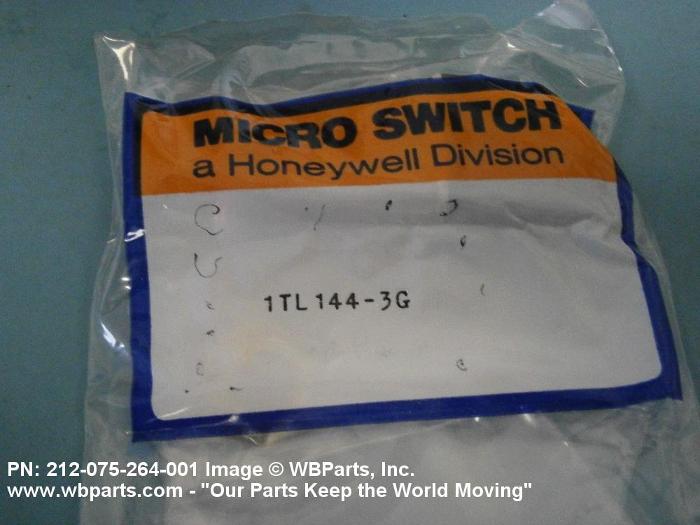 MICRO SWITCH
a Honeywell Division
1TL144-3G
PN: 212-075-264-001 Image © WBParts, Inc.
www.wbparts.com - "Our Parts Keep the World Moving"